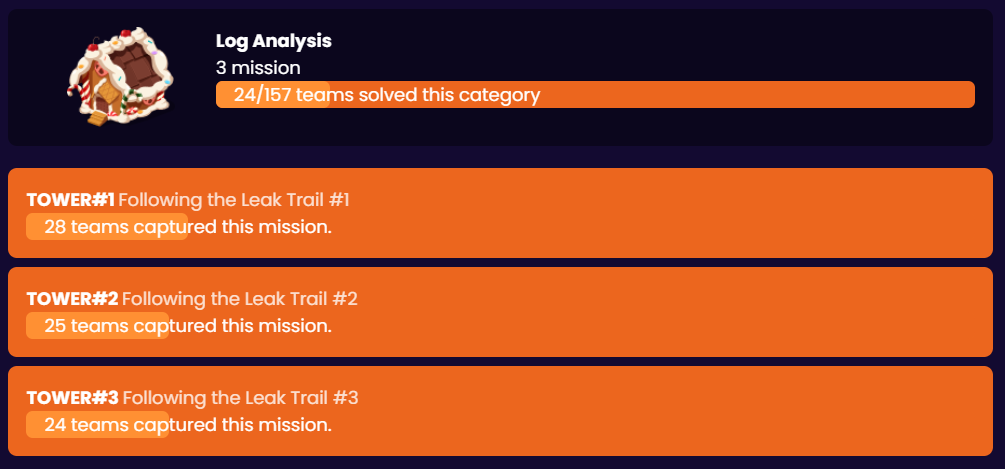 Log Analysis
3 mission
24/157 teams solved this category
TOWER#1 Following the Leak Trail #1
28 teams captured this mission.
TOWER#2 Following the Leak Trail #2
25 teams captured this mission.
TOWER#3 Following the Leak Trail #3
24 teams captured this mission.